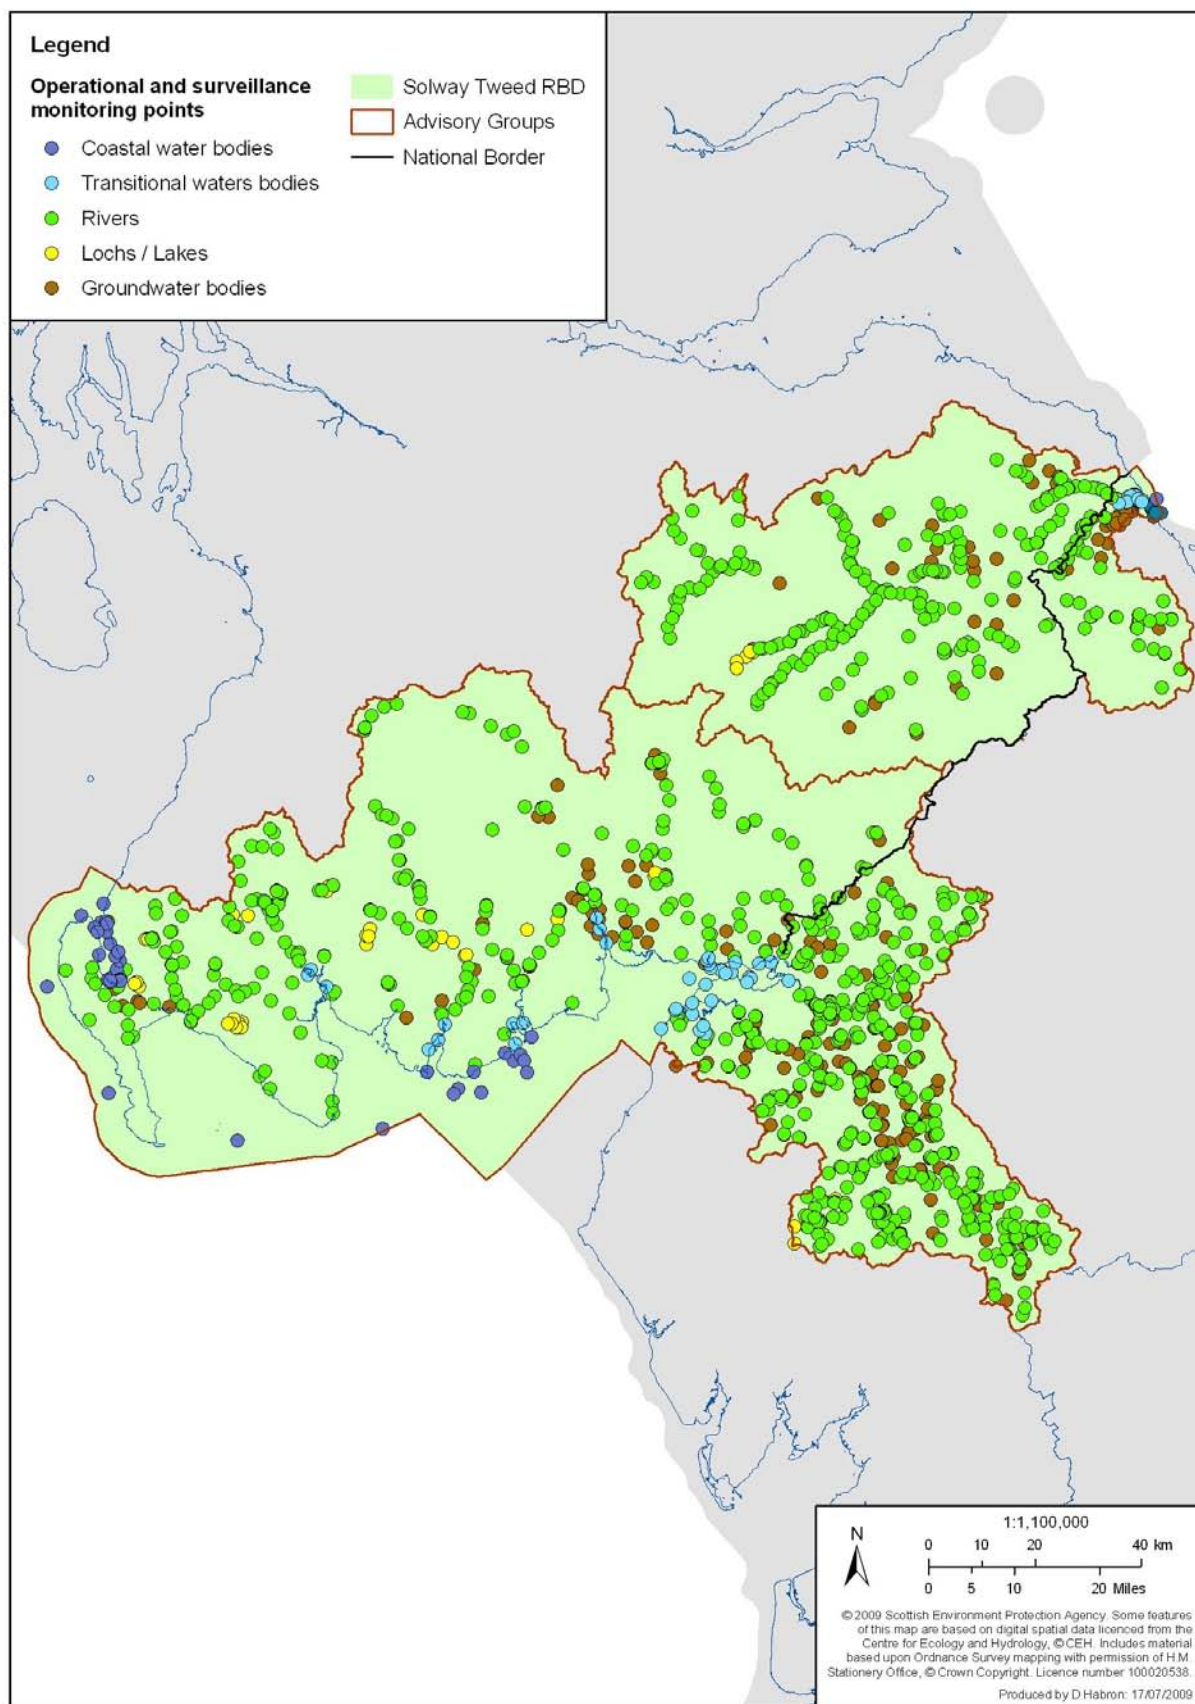 Legend
Operational and surveillance
monitoring points
Coastal water bodies
Transitional waters bodies
Rivers
Lochs / Lakes
Groundwater bodies
Solway Tweed RBD
Advisory Groups
National Border
N
1:1,100,000
0 10 20 40 km
0 5 10 20 Miles
© 2009 Scottish Environment Protection Agency. Some features
of this map are based on digital spatial data licenced from the
Centre for Ecology and Hydrology, © CEH. Includes material
based upon Ordnance Survey mapping with permission of H.M.
Stationery Office, © Crown Copyright. Licence number 100020538.
Produced by D Habron: 17/07/2009